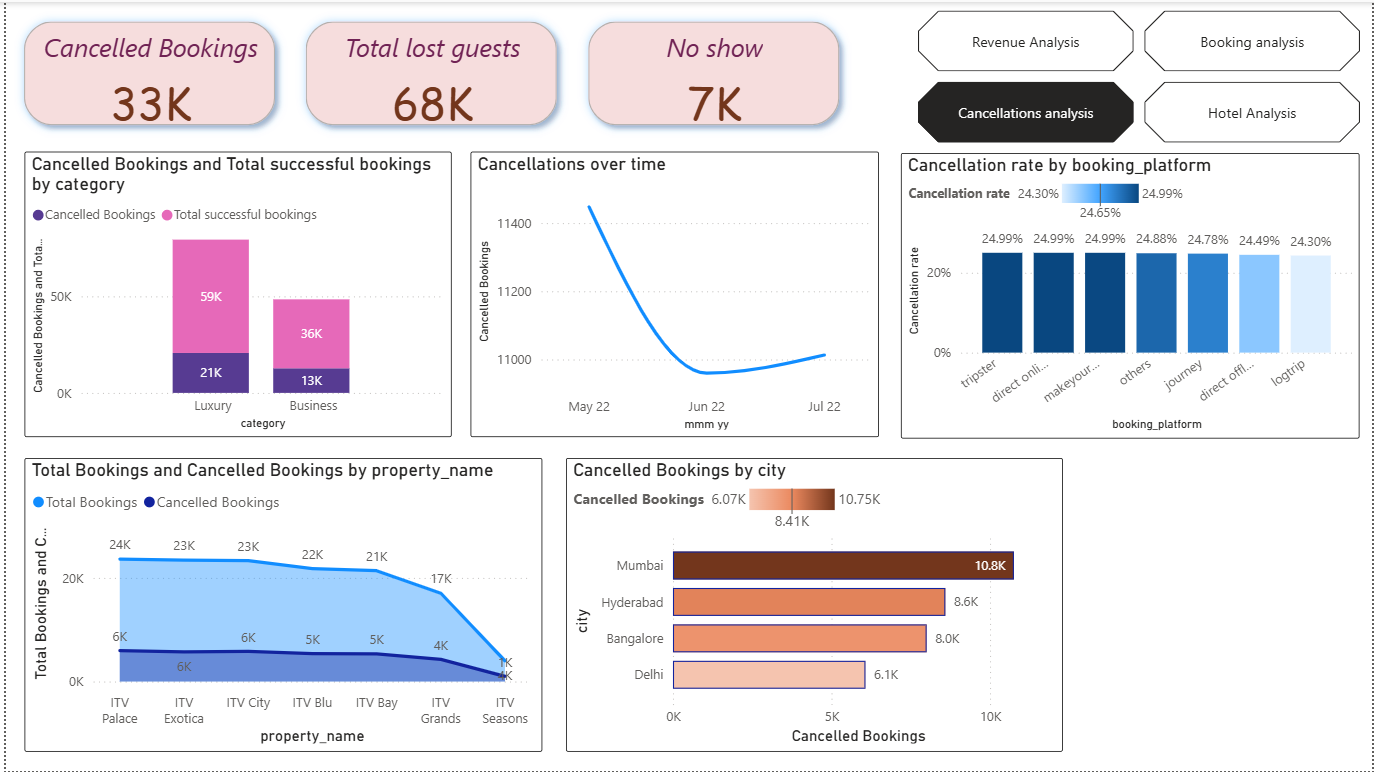 Cancelled Bookings
33K
Total lost guests
68K
No show
7K
Revenue Analysis
Booking analysis
Cancellations analysis
Hotel Analysis
Cancelled Bookings and Total successful bookings
by category
Cancelled Bookings
Total successful bookings
Cancelled Bookings and Tota...
50K
0K
59K
21K
36K
13K
Luxury
Business
category
Cancellations over time
Cancelled Bookings
11400
11200
11000
May 22
Jun 22
Jul 22
mmm yy
Cancellation rate by booking_platform
Cancellation rate
24.30%
24.99%
24.65%
Cancellation rate
20%
0%
24.99%
24.99%
24.99%
24.88%
24.78%
24.49%
24.30%
tripster
direct onli...
makeyour...
others
journey
direct offl...
logtrip
booking_platform
Total Bookings and Cancelled Bookings by property_name
Total Bookings
Cancelled Bookings
Total Bookings and C...
20K
0K
24K
23K
23K
22K
21K
17K
6K
6K
6K
5K
5K
4K
1K
4K
ITV
Palace
ITV
Exotica
ITV City
ITV Blu
ITV Bay
ITV
Grands
ITV
Seasons
property_name
Cancelled Bookings by city
Cancelled Bookings
6.07K
10.75K
8.41K
city
Mumbai
10.8K
Hyderabad
8.6K
Bangalore
8.0K
Delhi
6.1K
0K
5K
10K
Cancelled Bookings